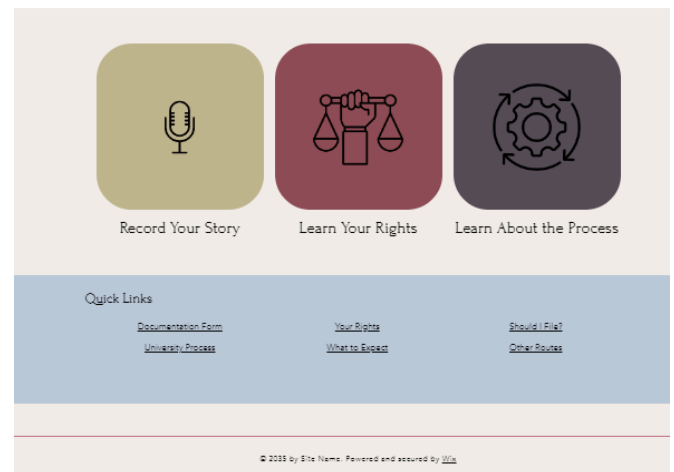 Record Your Story
Learn Your Rights
Learn About the Process
Quick Links
Documentation Form
Your Rights
Should I File?
University Process
What to Expect
Other Routes
© 2035 by Site Name. Powered and secured by Wix